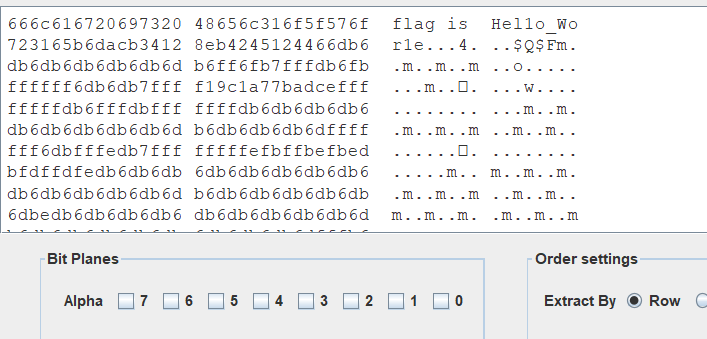 666c616720697320 48656c316f5f576f flag is Hel1o_Wo
723165b6dacb3412 8eb4245124466db6 r1e...4. ..$Q$Fm.
db6db6db6db6db6d b6ff6fb7fffdb6fb .m..m..m ..o.....
ffffff6db6db7fff f19c1a77badcefff ...m..□. ...w....
fffffdb6fffdbfff ffffdb6db6db6db6 ........ ...m..m.
db6db6db6db6db6d b6db6db6db6dffff .m..m..m ..m..m..
fff6dbfffedb7fff fffffefbffbefbed ......□. ........
bfdffdfedb6db6db 6db6db6db6db6db6 .....m.. m..m..m.
db6db6db6db6db6d b6db6db6db6db6db .m..m..m ..m..m..
6dbedb6db6db6db6 db6db6db6db6db6d m..m..m. .m..m..m
Bit Planes
Alpha 7 6 5 4 3 2 1 0
Order settings
Extract By Row